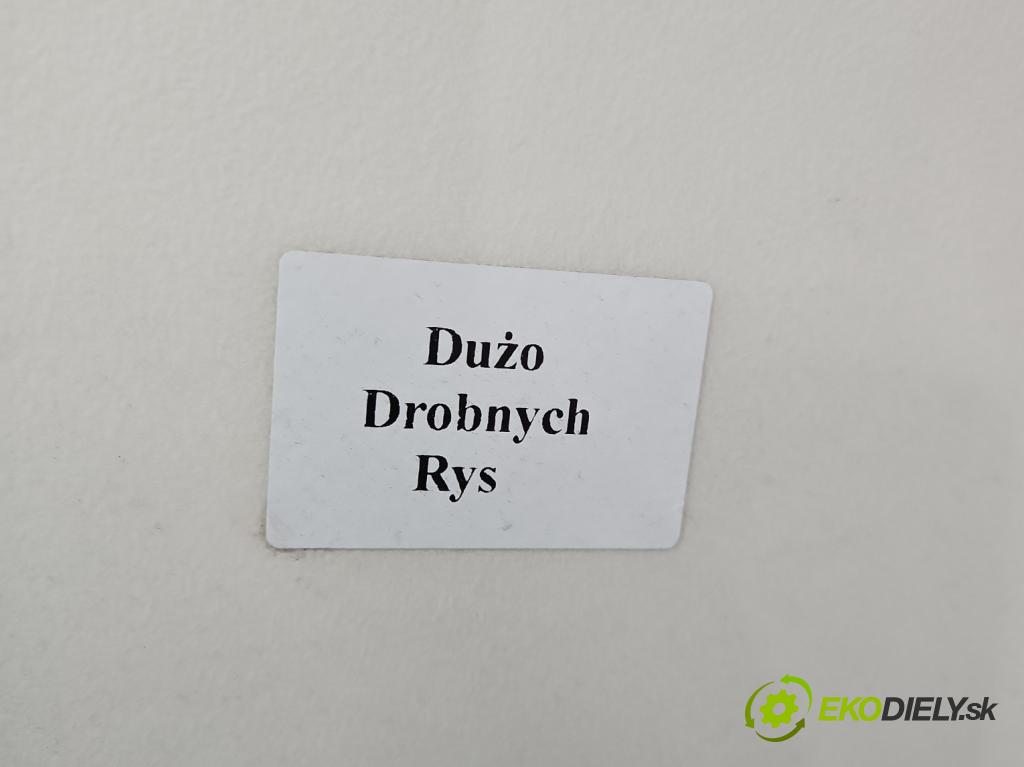 Dużo
Drobnych
Rys
EKODIELY.sk